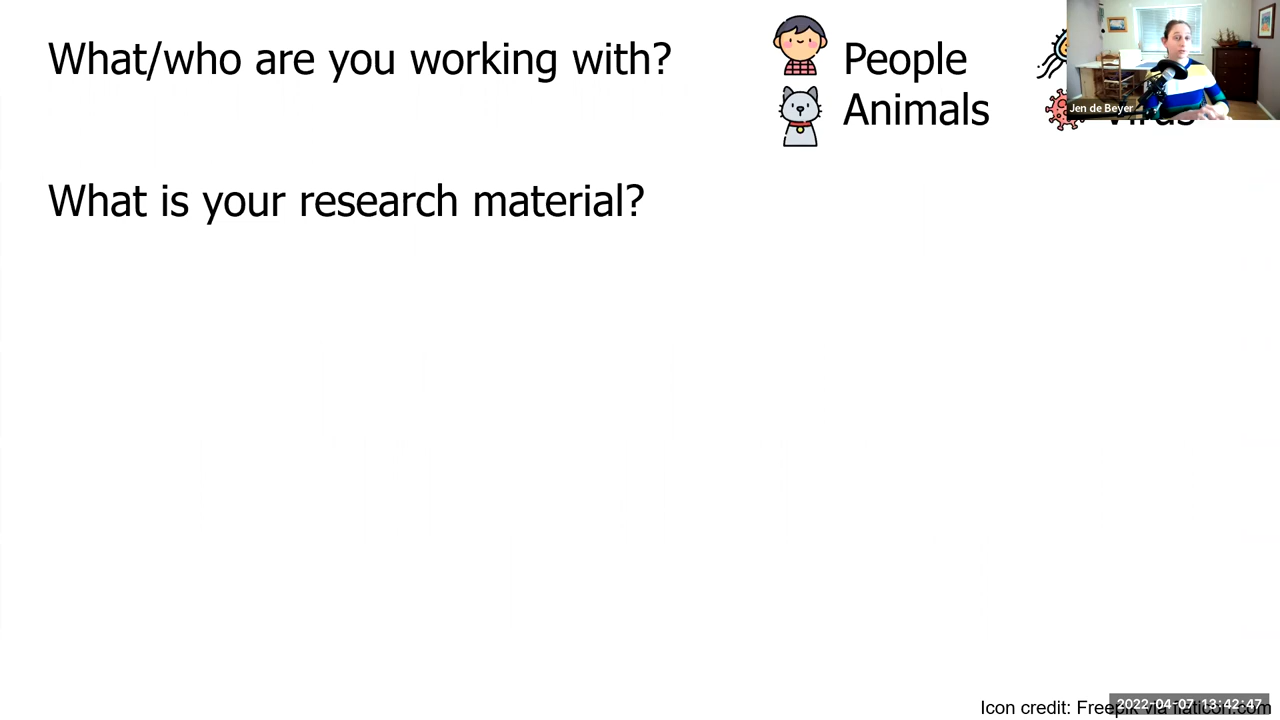 What/who are you working with?
People
Animals
Virus
What is your research material?
Jen de Beyer
Icon credit: Freepik via flaticon.com
2022-04-07 13:42:47